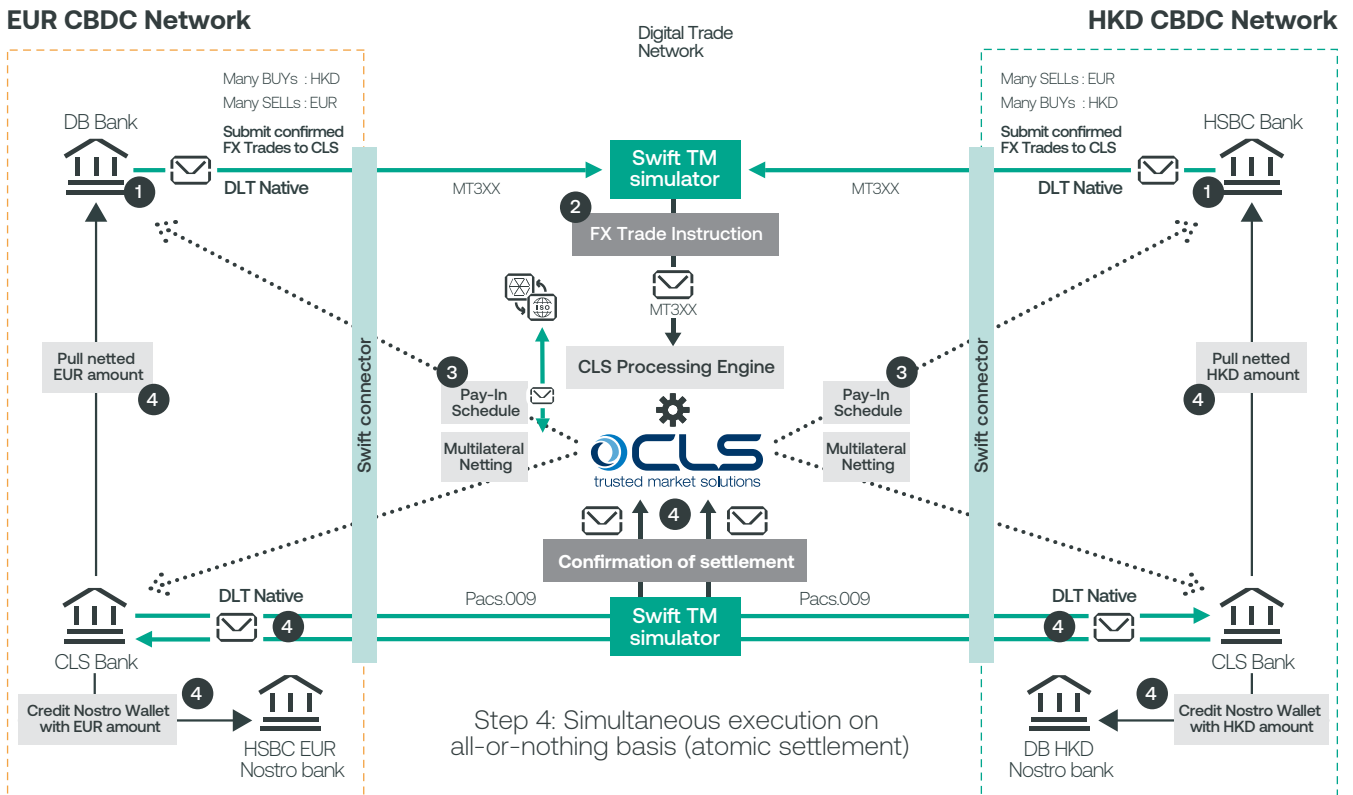 EUR CBDC Network
Digital Trade
Network
HKD CBDC Network
Many BUYs : HKD
Many SELLs : EUR
DB Bank
Submit confirmed
FX Trades to CLS
DLT Native
1
MT3XX
Swift TM
simulator
MT3XX
Many SELLs : EUR
Many BUYs : HKD
HSBC Bank
Submit confirmed
FX Trades to CLS
DLT Native
1
2
FX Trade Instruction
MT3XX
ISO
CLS Processing Engine
Pull netted
EUR amount
4
Swift connector
3
Pay-In
Schedule
Multilateral
Netting
CLS
trusted market solutions
3
Pay-In
Schedule
Multilateral
Netting
Swift connector
Pull netted
HKD amount
4
4
Confirmation of settlement
DLT Native
4
Pacs.009
Swift TM
simulator
Pacs.009
DLT Native
4
CLS Bank
CLS Bank
Credit Nostro Wallet
with EUR amount
4
HSBC EUR
Nostro bank
Step 4: Simultaneous execution on
all-or-nothing basis (atomic settlement)
DB HKD
Nostro bank
4
Credit Nostro Wallet
with HKD amount